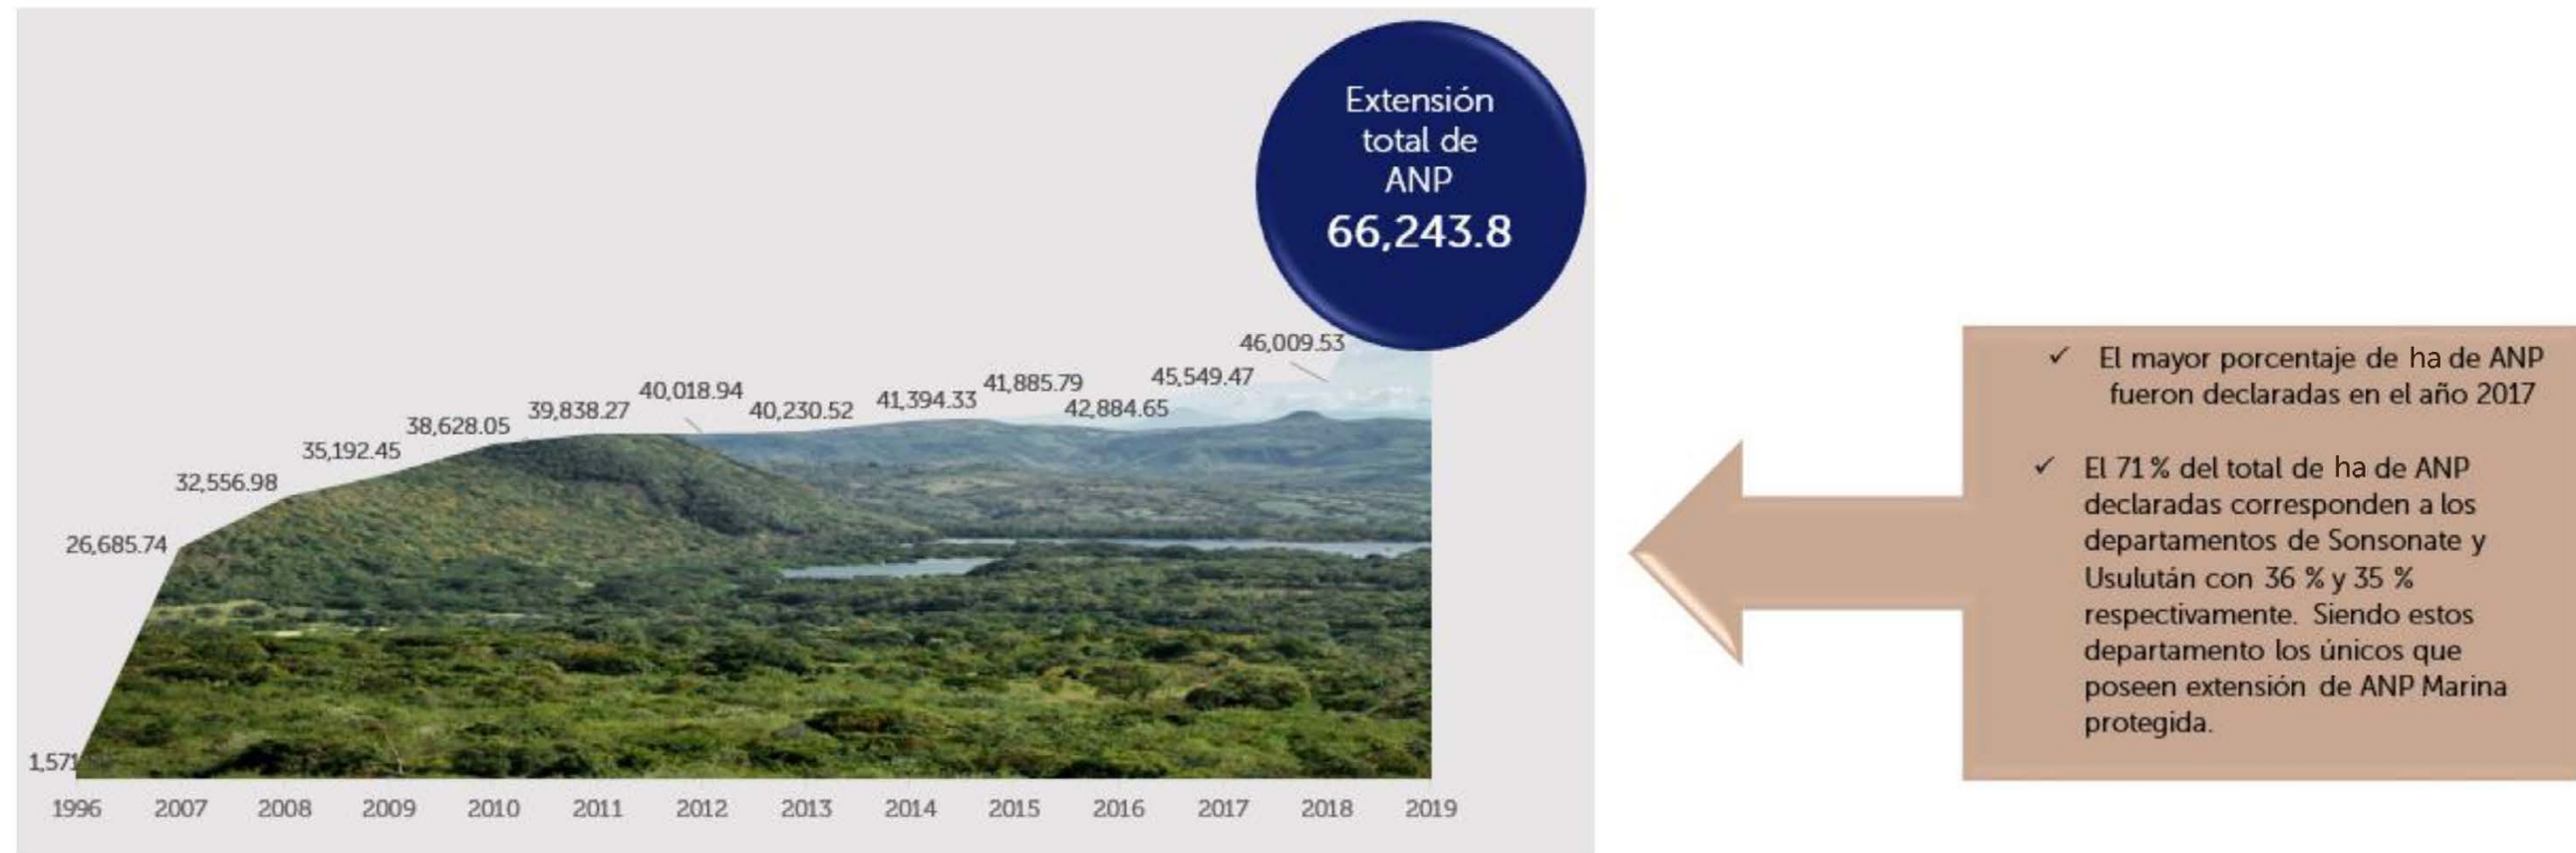 Extensión
total de
ANP
66,243.8
46,009.53
45,549.47
41,885.79
42,884.65
40,018.94
41,394.33
39,838.27
40,230.52
38,628.05
35,192.45
32,556.98
26,685.74
1,571
1996 2007 2008 2009 2010 2011 2012 2013 2014 2015 2016 2017 2018 2019
✓ El mayor porcentaje de ha de ANP
fueron declaradas en el año 2017
✓ El 71 % del total de ha de ANP
declaradas corresponden a los
departamentos de Sonsonate y
Usulután con 36 % y 35 %
respectivamente. Siendo estos
departamento los únicos que
poseen extensión de ANP Marina
protegida.